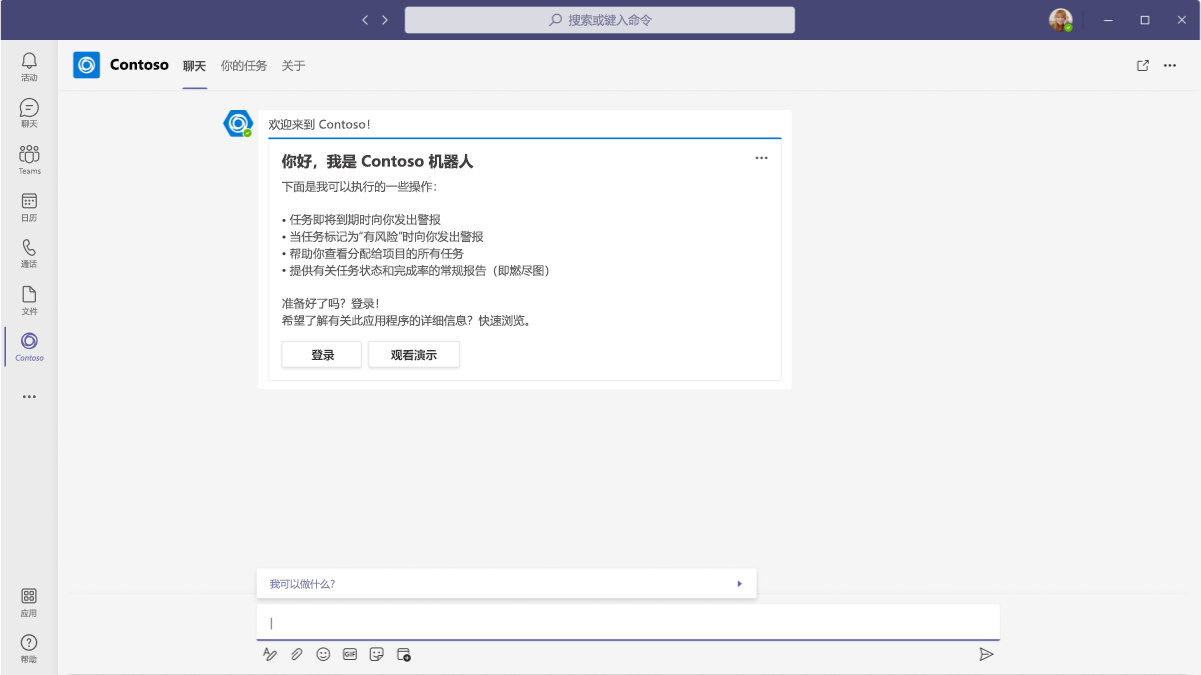 搜索或键入命令
活动
聊天
Teams
日历
通话
文件
Contoso
应用
帮助
Contoso 聊天 你的任务 关于
欢迎来到 Contoso!
你好，我是 Contoso 机器人
下面是我可以执行的一些操作:
• 任务即将到期时向你发出警报
• 当任务标记为"有风险"时向你发出警报
• 帮助你查看分配给项目的所有任务
• 提供有关任务状态和完成率的常规报告（即燃尽图）
准备好了吗？登录!
希望了解有关此应用程序的详细信息？快速浏览。
登录 观看演示
我可以做什么?
GIF